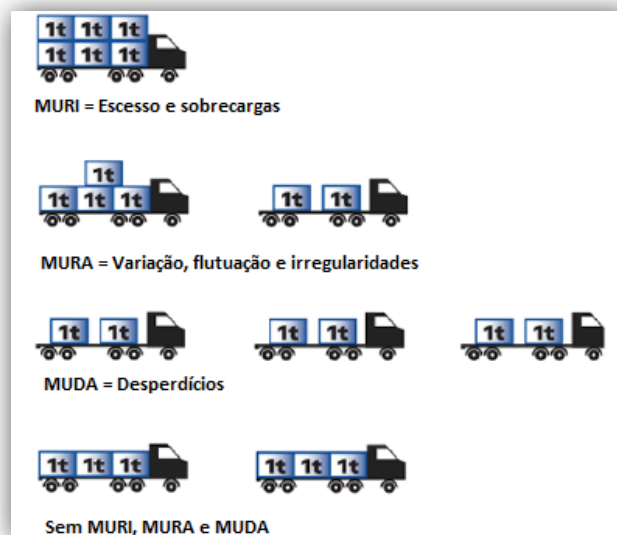 1t 1t 1t
1t 1t 1t
MURI = Escesso e sobrecargas
1t
1t 1t 1t 1t 1t
MURA = Variação, flutuação e irregularidades
1t 1t 1t 1t 1t 1t
MUDA = Desperdícios
1t 1t 1t 1t 1t 1t
Sem MURI, MURA e MUDA